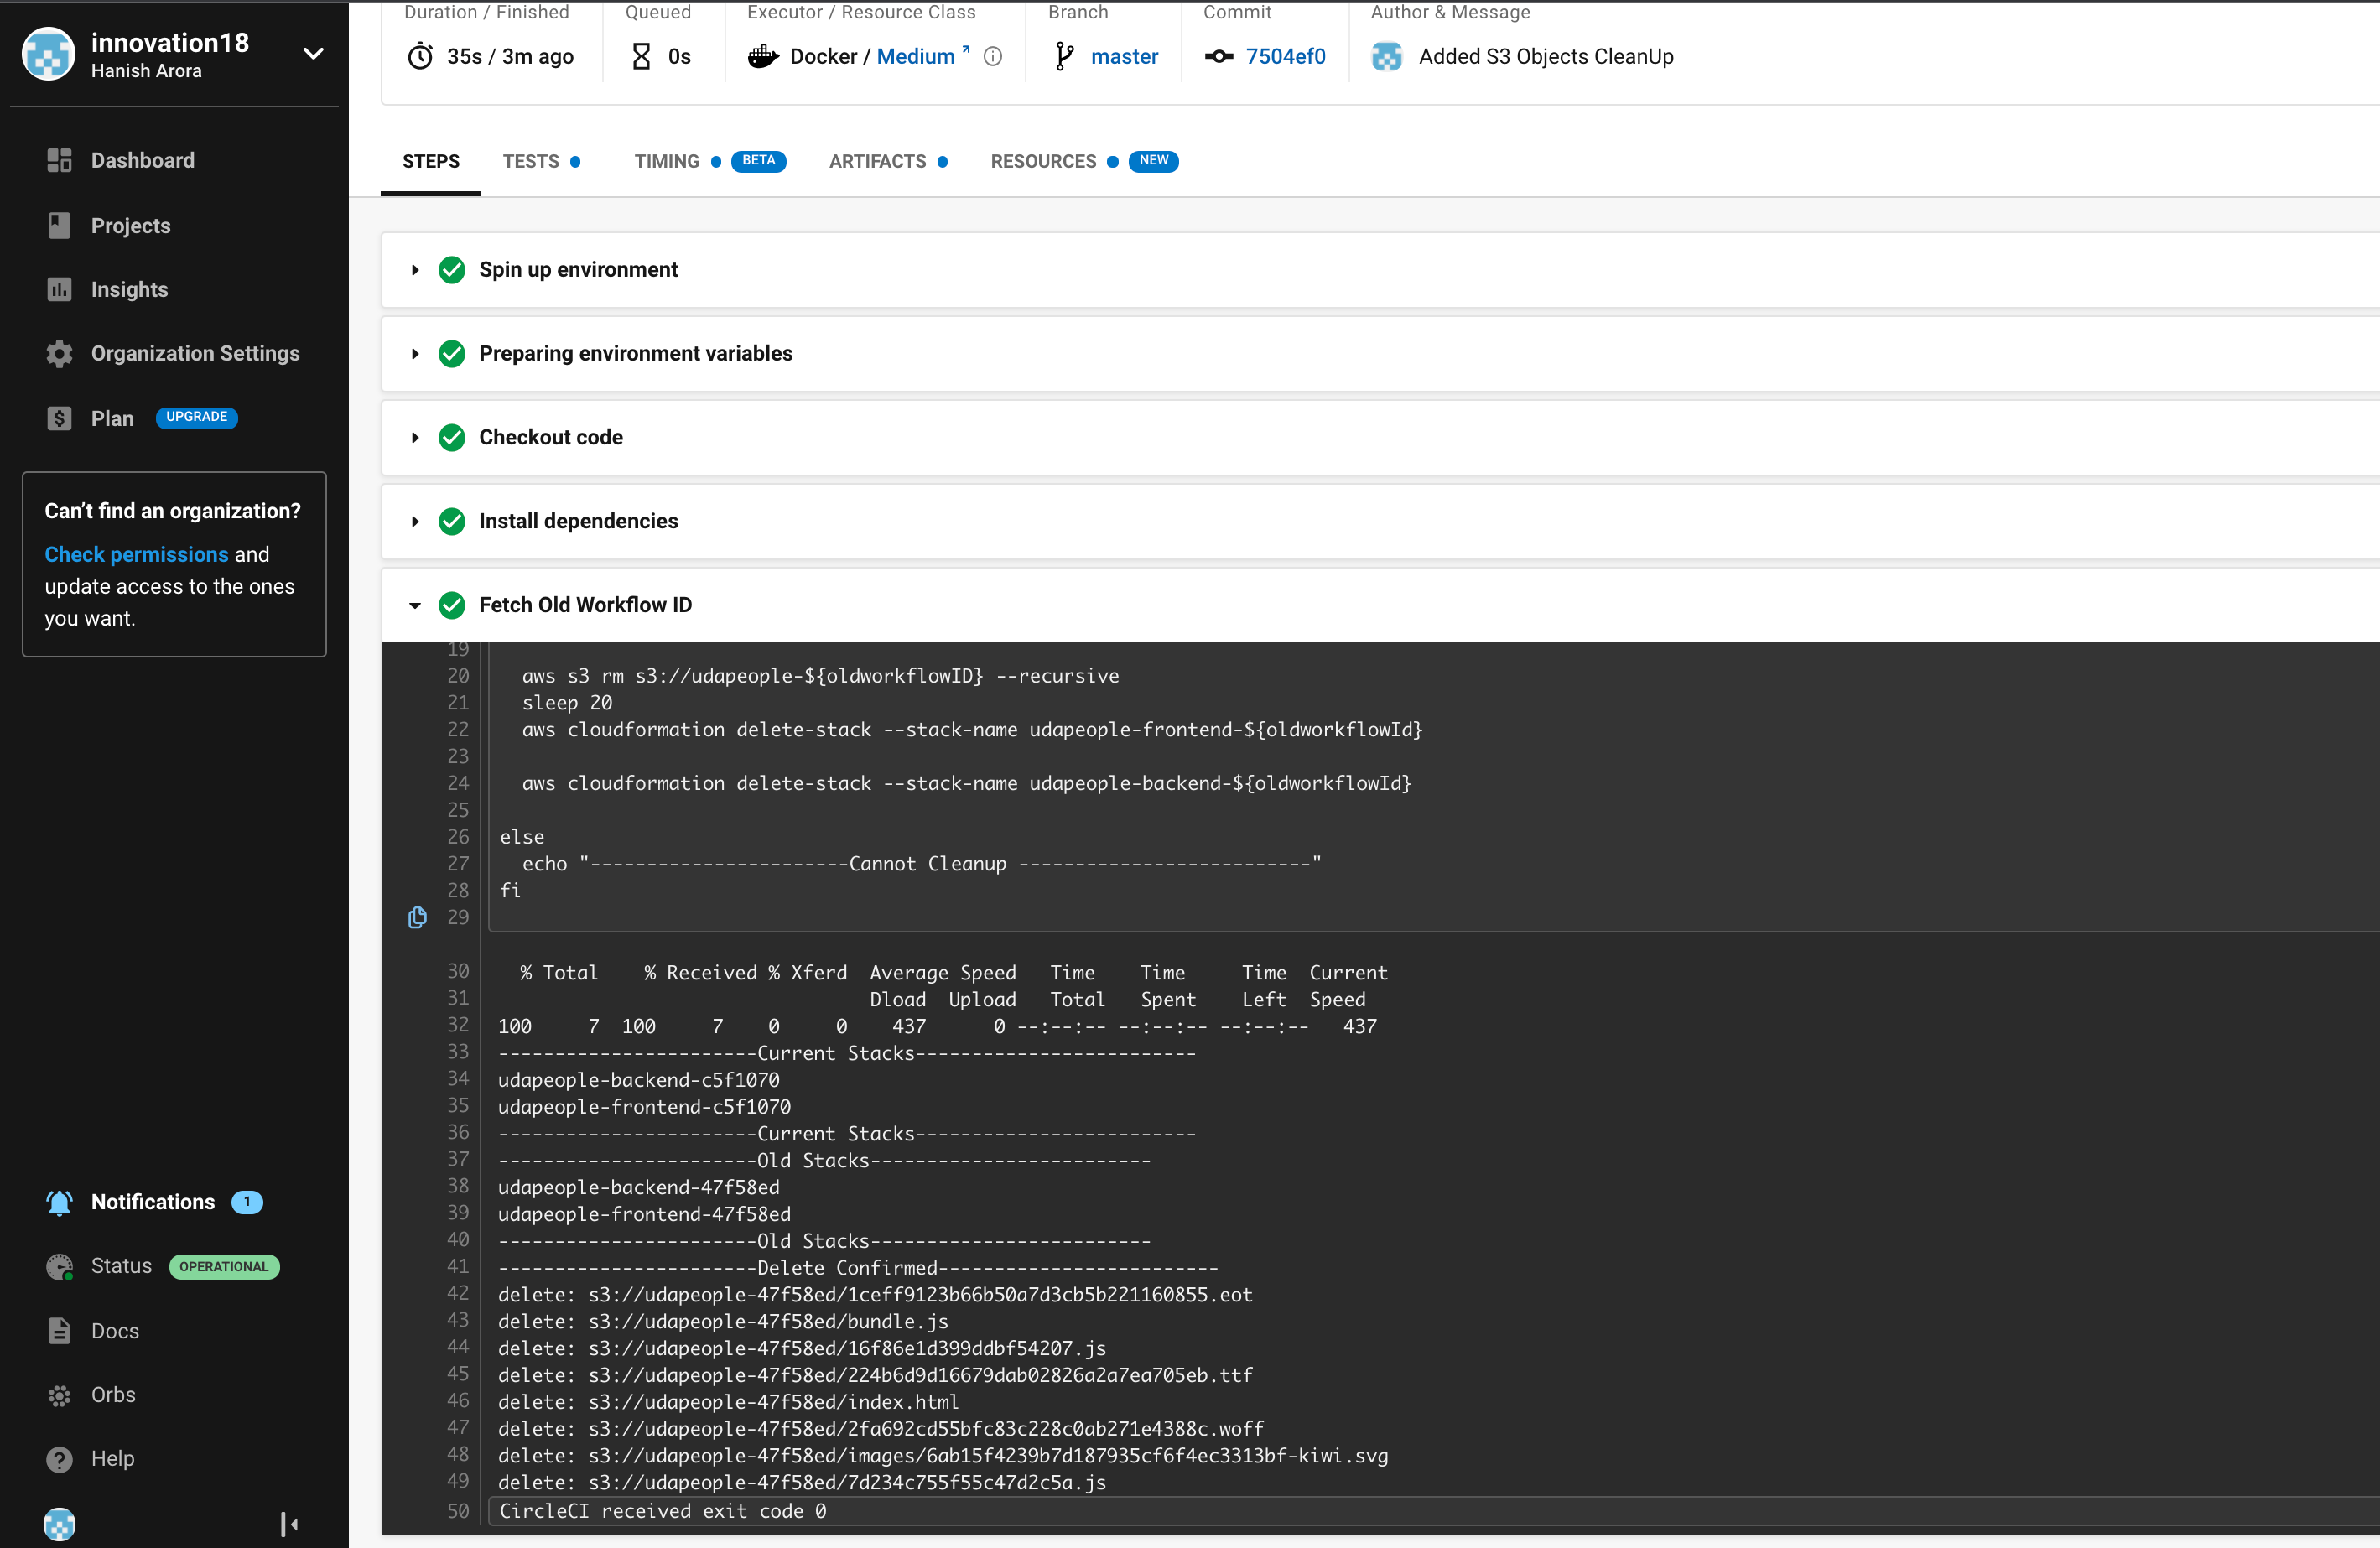 innovation18
Hanish Arora
Dashboard
Projects
Insights
Organization Settings
Plan UPGRADE
Can't find an organization?
Check permissions and
update access to the ones
you want.
Notifications 1
Status OPERATIONAL
Docs
Orbs
Help
Duration / Finished Queued Executor / Resource Class Branch Commit Author & Message
35s / 3m ago 0s Docker / Medium master 7504ef0 Added S3 Objects CleanUp
STEPS TESTS TIMING BETA ARTIFACTS RESOURCES NEW
Spin up environment
Preparing environment variables
Checkout code
Install dependencies
Fetch Old Workflow ID
19
20 aws s3 rm s3://udapeople-${oldworkflowID} --recursive
21 sleep 20
22 aws cloudformation delete-stack --stack-name udapeople-frontend-${oldworkflowId}
23
24 aws cloudformation delete-stack --stack-name udapeople-backend-${oldworkflowId}
25
26 else
27 echo "-----------------------Cannot Cleanup --------------------------"
28 fi
29
30 % Total % Received % Xferd Average Speed Time Time Time Current
31 Dload Upload Total Spent Left Speed
32 100 7 100 7 0 0 437 0 --:--:-- --:--:-- --:--:-- 437
33 -----------------------Current Stacks-------------------------
34 udapeople-backend-c5f1070
35 udapeople-frontend-c5f1070
36 -----------------------Current Stacks-------------------------
37 -----------------------Old Stacks-------------------------
38 udapeople-backend-47f58ed
39 udapeople-frontend-47f58ed
40 -----------------------Old Stacks-------------------------
41 -----------------------Delete Confirmed-------------------------
42 delete: s3://udapeople-47f58ed/1ceff9123b66b50a7d3cb5b221160855.eot
43 delete: s3://udapeople-47f58ed/bundle.js
44 delete: s3://udapeople-47f58ed/16f86e1d399ddbf54207.js
45 delete: s3://udapeople-47f58ed/224b6d9d16679dab02826a2a7ea705eb.ttf
46 delete: s3://udapeople-47f58ed/index.html
47 delete: s3://udapeople-47f58ed/2fa692cd55bfc83c228c0ab271e4388c.woff
48 delete: s3://udapeople-47f58ed/images/6ab15f4239b7d187935cf6f4ec3313bf-kiwi.svg
49 delete: s3://udapeople-47f58ed/7d234c755f55c47d2c5a.js
50 CircleCI received exit code 0